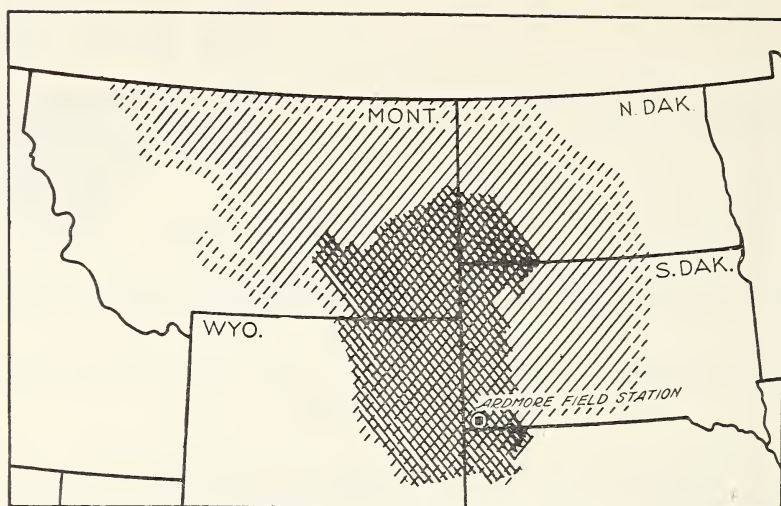 MONT.
N. DAK.
S. DAK.
WYO.
ARDMORE FIELD STATION